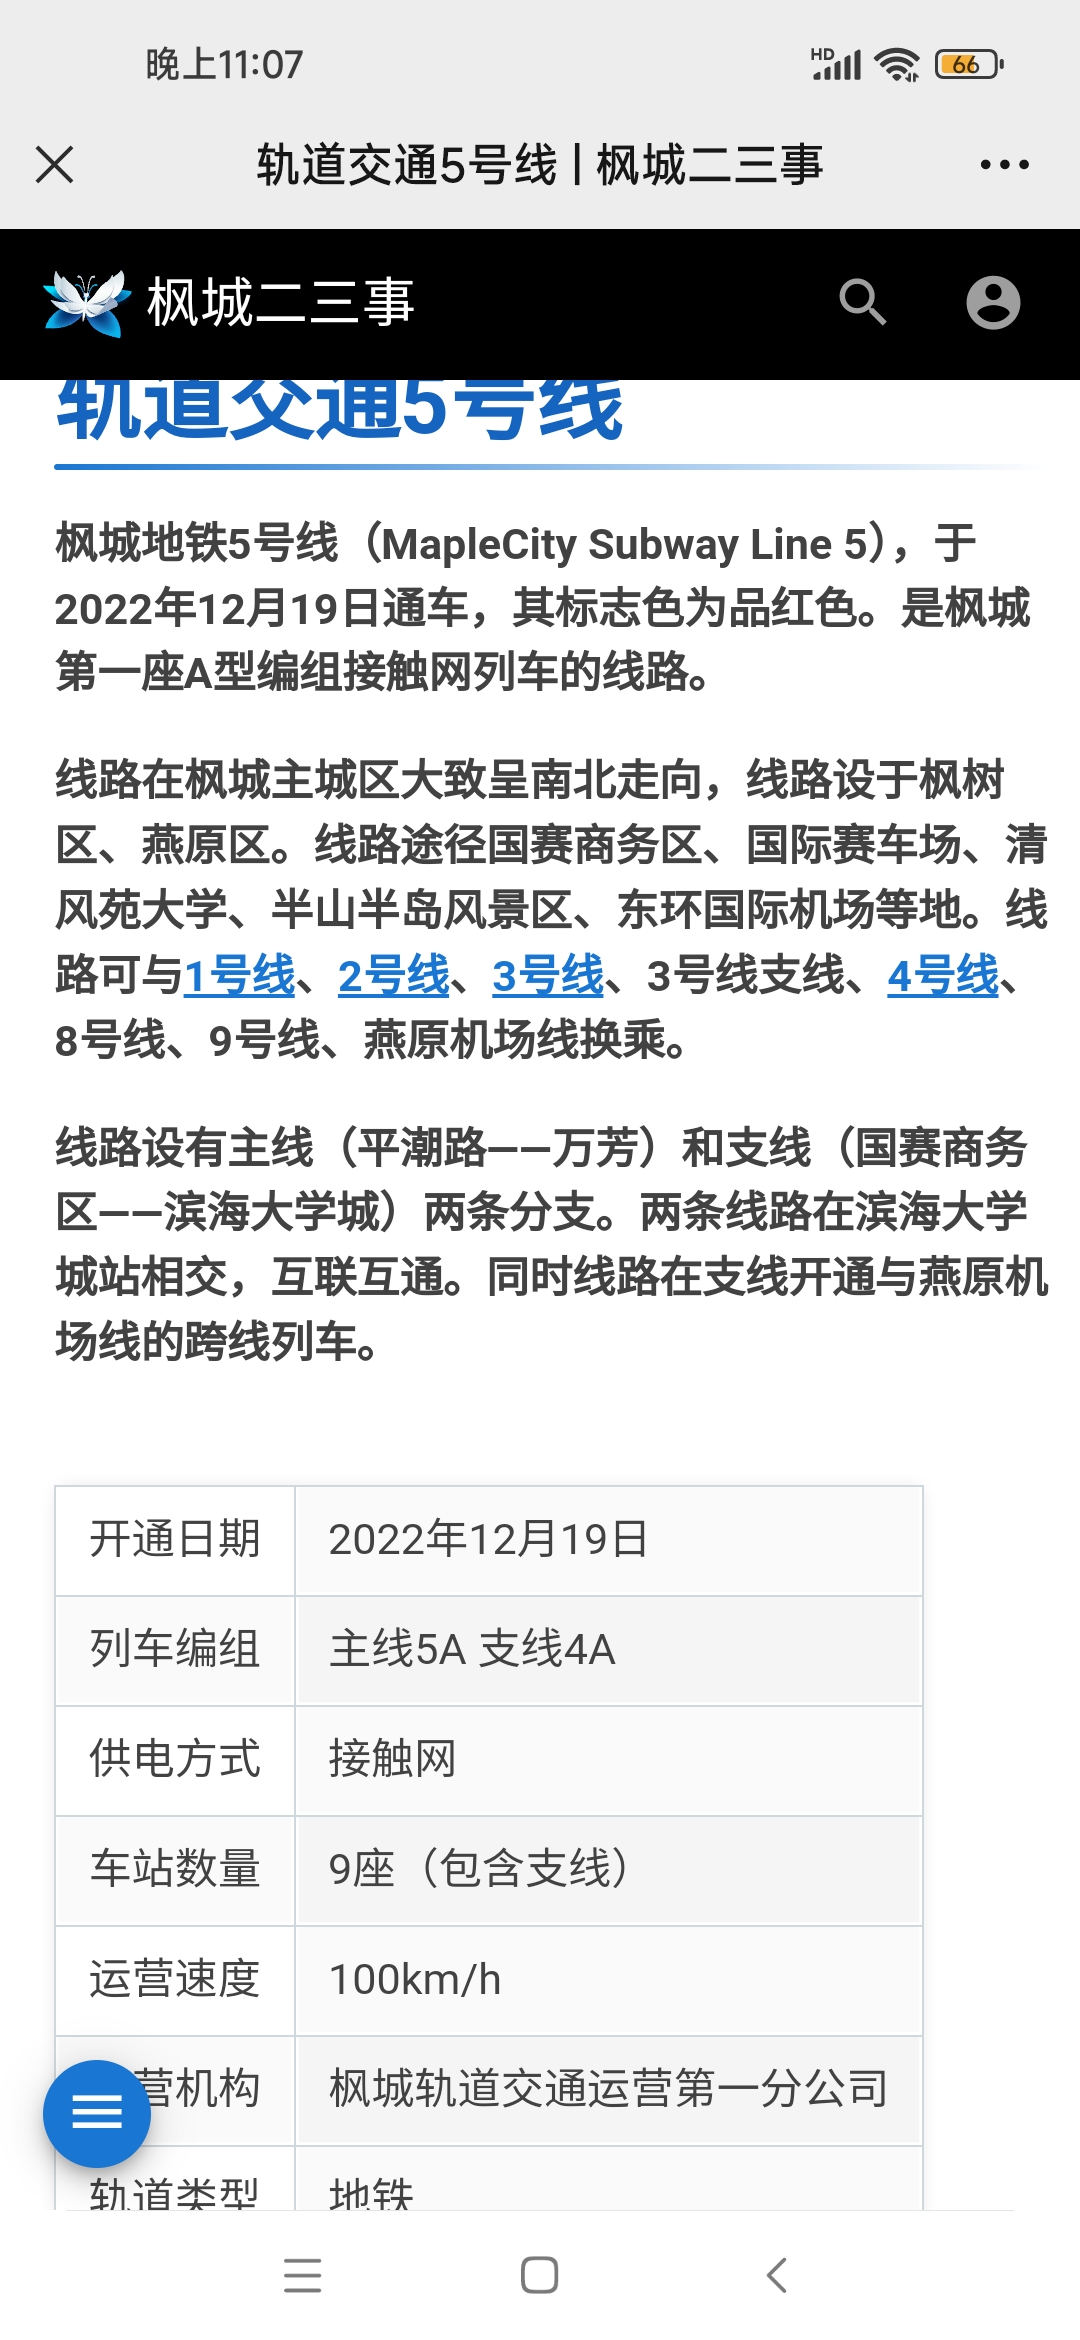 晚上11:07
HD
66
轨道交通5号线 | 枫城二三事
枫城二三事
轨道交通5号线
枫城地铁5号线（MapleCity Subway Line 5），于
2022年12月19日通车，其标志色为品红色。是枫城
第一座A型编组接触网列车的线路。
线路在枫城主城区大致呈南北走向，线路设于枫树
区、燕原区。线路途径国赛商务区、国际赛车场、清
风苑大学、半山半岛风景区、东环国际机场等地。线
路可与1号线、2号线、3号线、3号线支线、4号线、
8号线、9号线、燕原机场线换乘。
线路设有主线（平潮路——万芳）和支线（国赛商务
区——滨海大学城）两条分支。两条线路在滨海大学
城站相交，互联互通。同时线路在支线开通与燕原机
场线的跨线列车。
开通日期 2022年12月19日
列车编组 主线5A 支线4A
供电方式 接触网
车站数量 9座（包含支线）
运营速度 100km/h
营机构 枫城轨道交通运营第一分公司
轨道类型 地铁